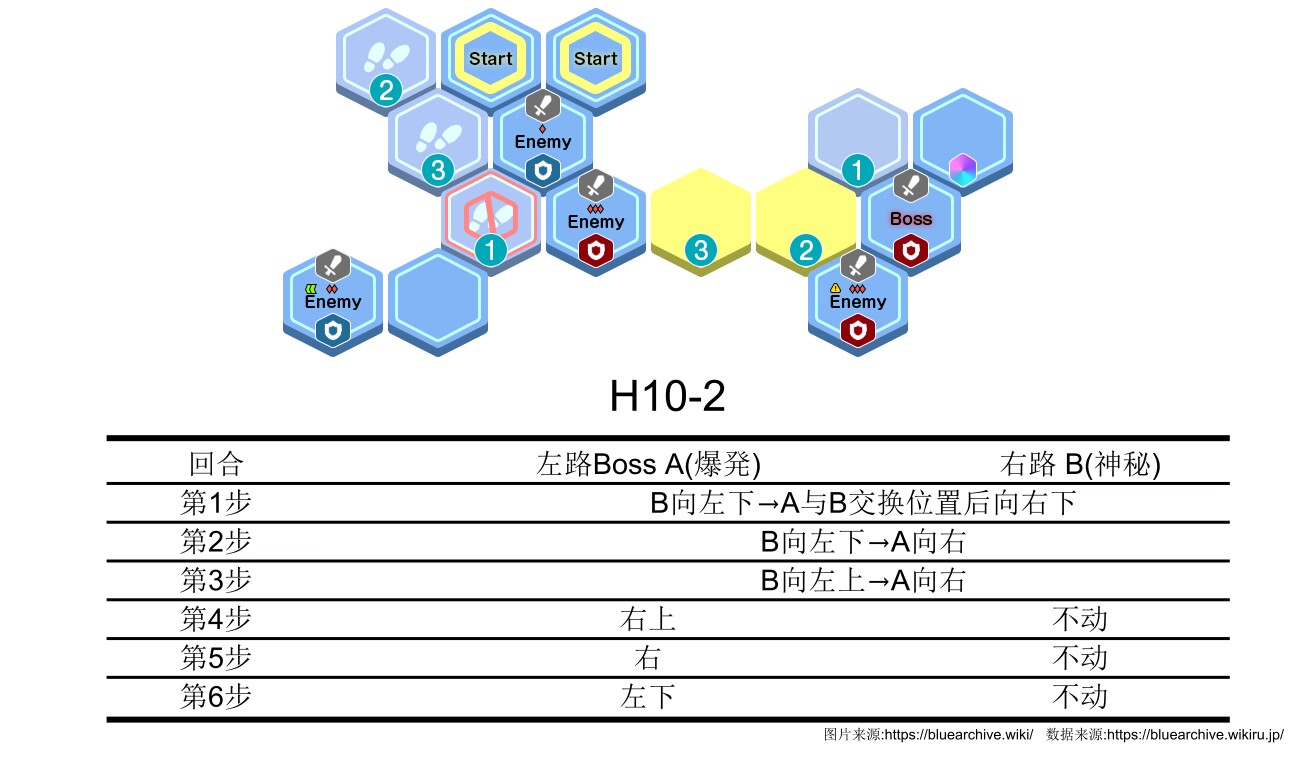 Start Start
2
Enemy
3 1
Enemy Boss
1 3 2
Enemy Enemy
H10-2
回合 左路Boss A(爆発) 右路 B(神秘)
第1步 B向左下→A与B交换位置后向右下
第2步 B向左下→A向右
第3步 B向左上→A向右
第4步 右上 不动
第5步 右 不动
第6步 左下 不动
图片来源:https://bluearchive.wiki/ 数据来源:https://bluearchive.wikiru.jp/